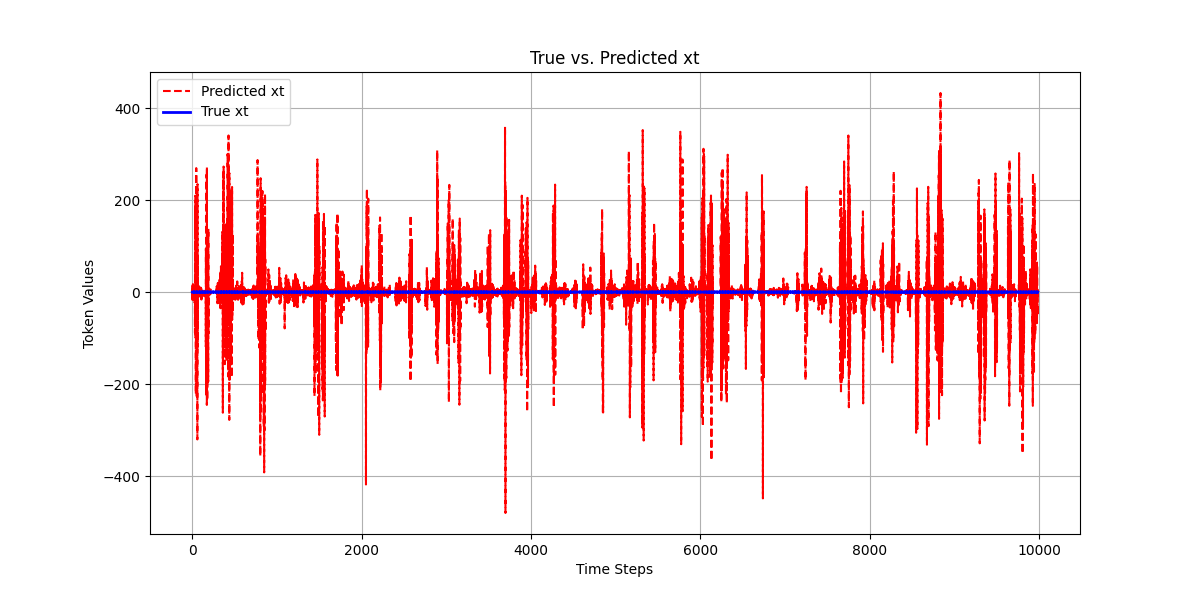 True vs. Predicted xt
Predicted xt
True xt
400
200
0
−200
−400
Token Values
0 2000 4000 6000 8000 10000
Time Steps